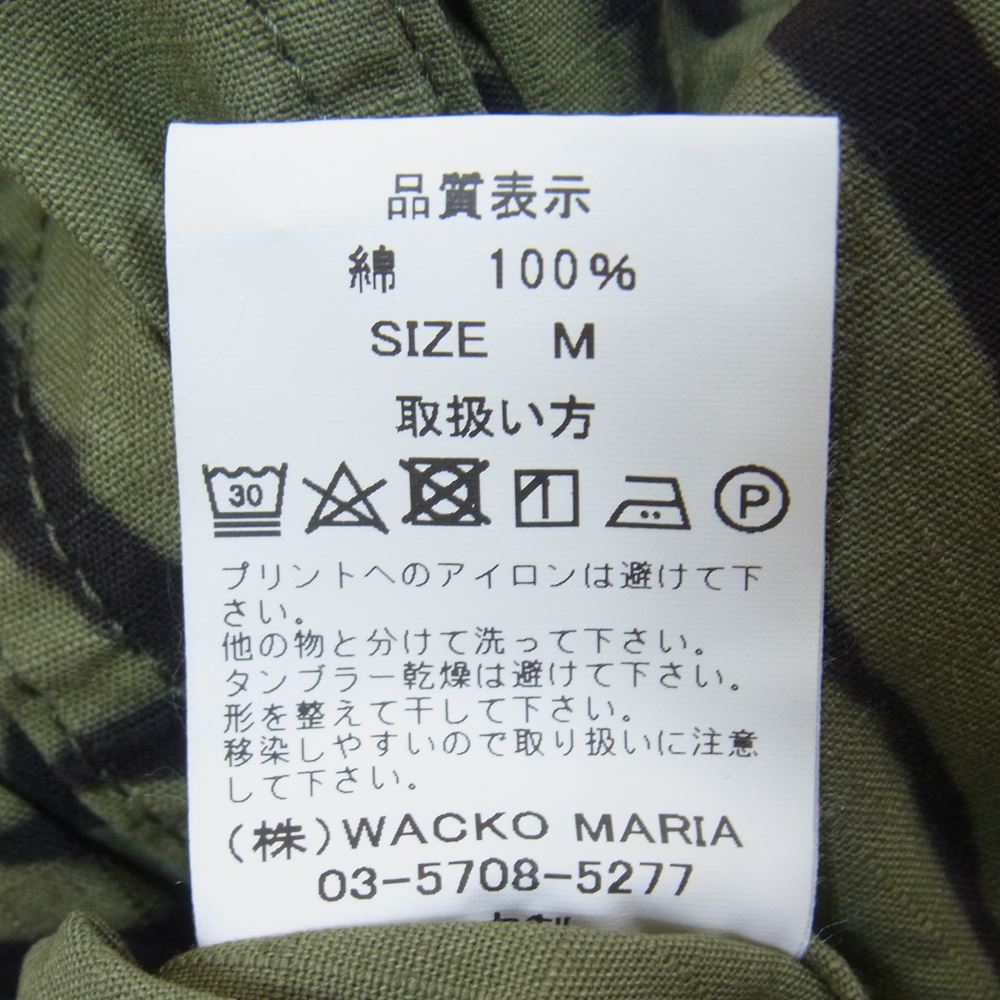 品質表示
綿 100%
SIZE M
取扱い方
30 P
プリントへのアイロンは避けて下
さい。
他の物と分けて洗って下さい。
タンブラー乾燥は避けて下さい。
形を整えて干して下さい。
移染しやすいので取り扱いに注意
して下さい。
(株)WACKO MARIA
03-5708-5277